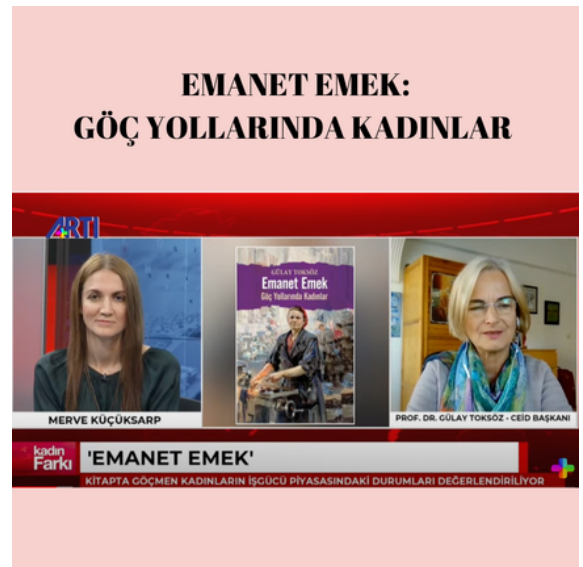 EMANET EMEK:
GÖÇ YOLLARINDA KADINLAR
ARTI
GÜLAY TOKSÖZ
Emanet Emek
Göç Yollarında Kadınlar
MERVE KÜÇÜKSARP
PROF. DR. GÜLAY TOKSÖZ - CEİD BAŞKANI
kadın
Farkı
'EMANET EMEK'
KİTAPTA GÖÇMEN KADINLARIN İŞGÜCÜ PİYASASINDAKİ DURUMLARI DEĞERLENDİRİLİYOR